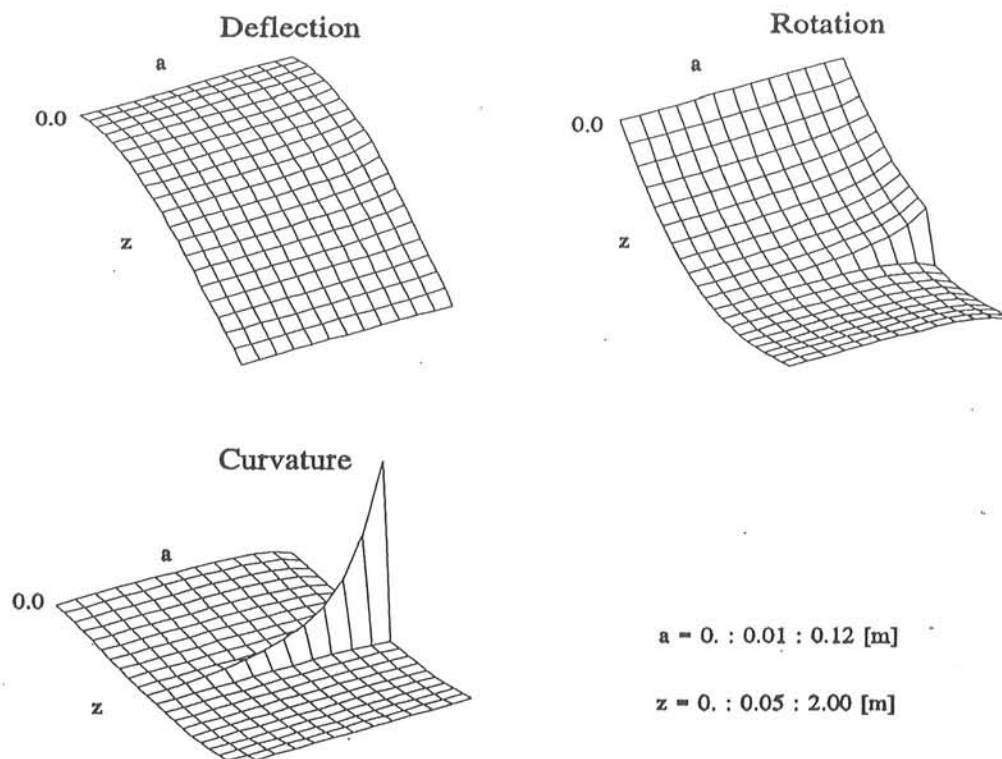 Deflection
a
0.0
z
Rotation
a
0.0
z
Curvature
a
0.0
z
a = 0. : 0.01 : 0.12 [m]
z = 0. : 0.05 : 2.00 [m]